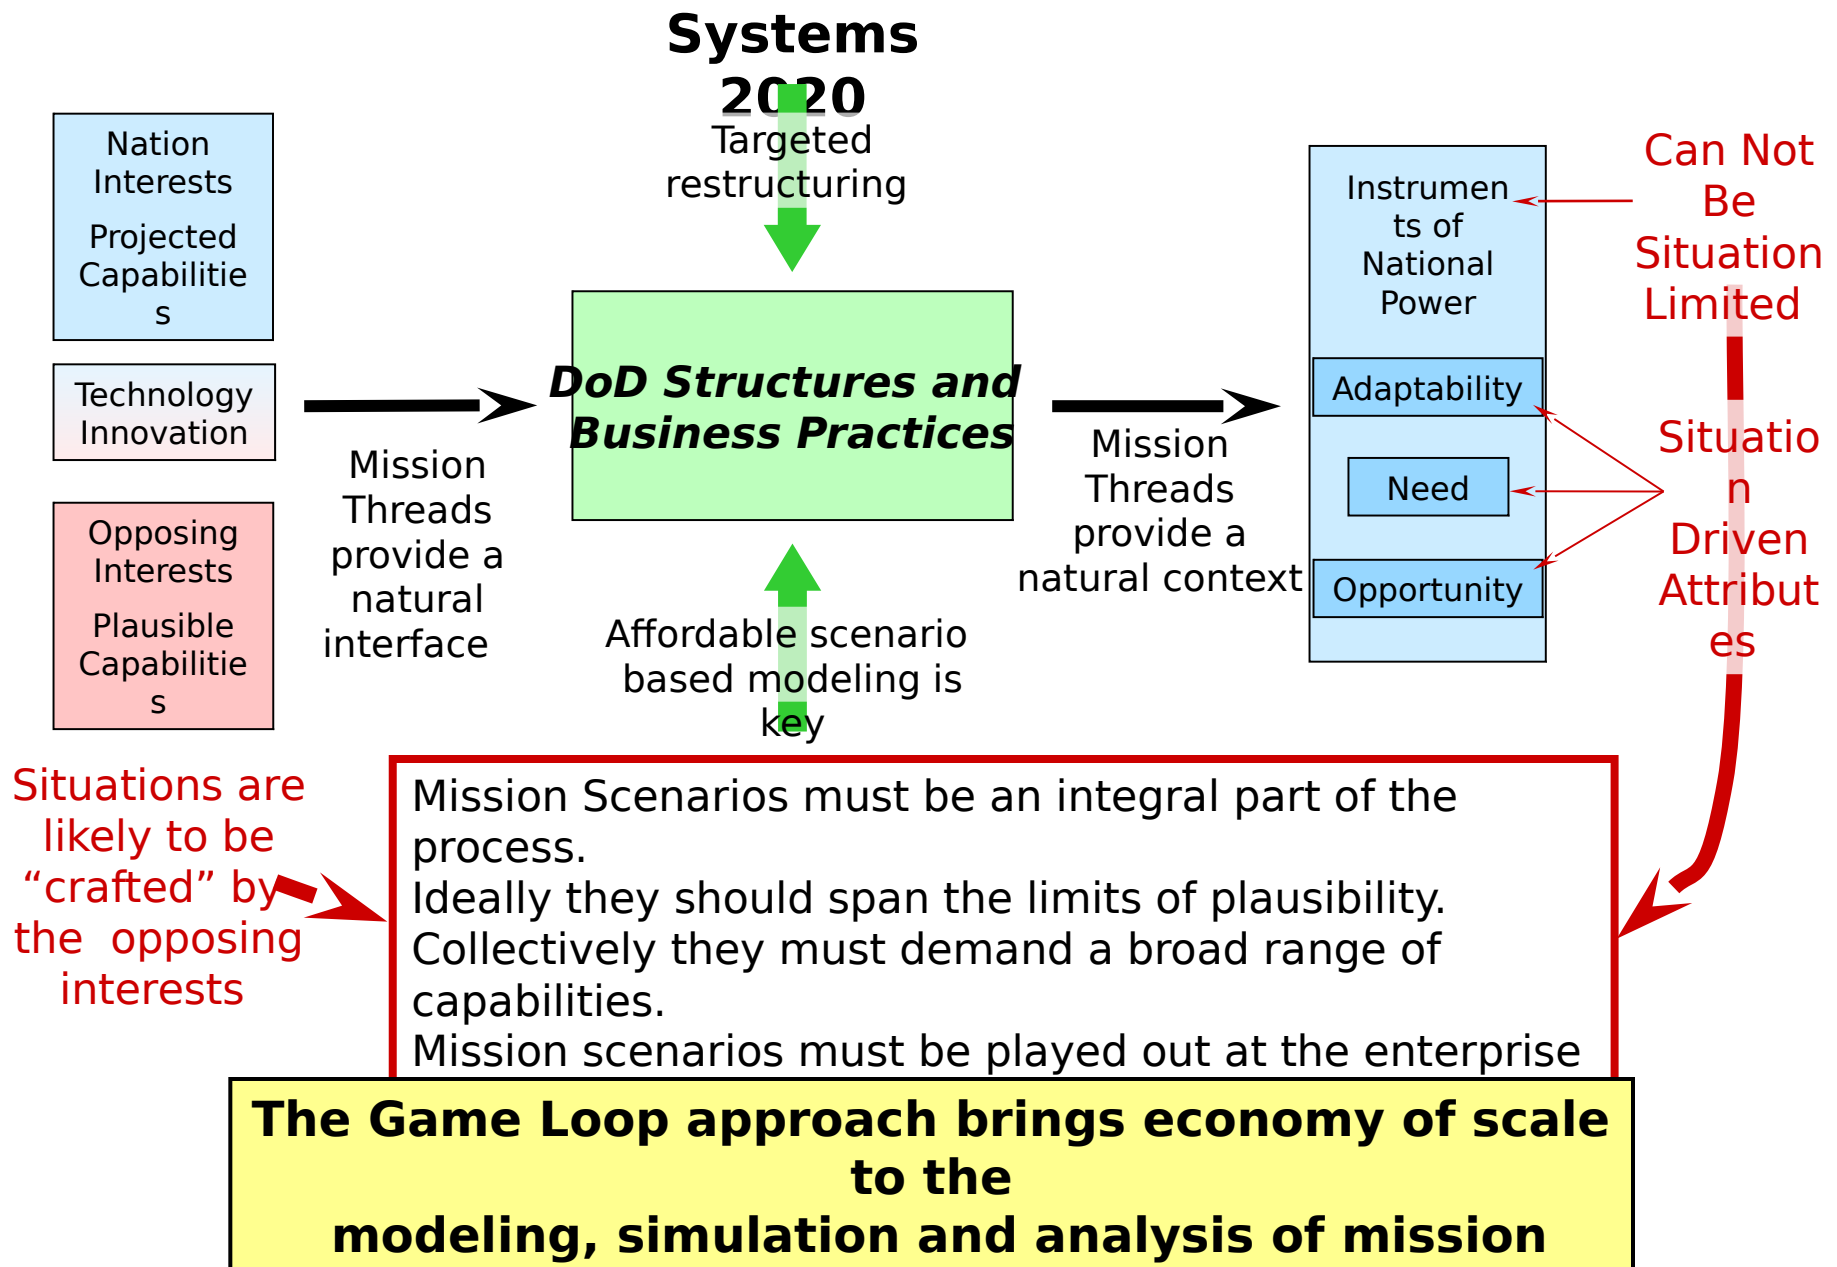 Systems
2020
Targeted
restructuring
Nation
Interests
Projected
Capabilitie
s
Technology
Innovation
Opposing
Interests
Plausible
Capabilitie
s
Mission
Threads
provide a
natural
interface
DoD Structures and
Business Practices
Affordable scenario
based modeling is
key
Mission
Threads
provide a
natural context
Instrumen
ts of
National
Power
Adaptability
Need
Opportunity
Can Not
Be
Situation
Limited
Situatio
n
Driven
Attribut
es
Situations are
likely to be
“crafted” by
the  opposing
interests
Mission Scenarios must be an integral part of the
process.
Ideally they should span the limits of plausibility.
Collectively they must demand a broad range of
capabilities.
Mission scenarios must be played out at the enterprise
The Game Loop approach brings economy of scale
to the
modeling, simulation and analysis of mission